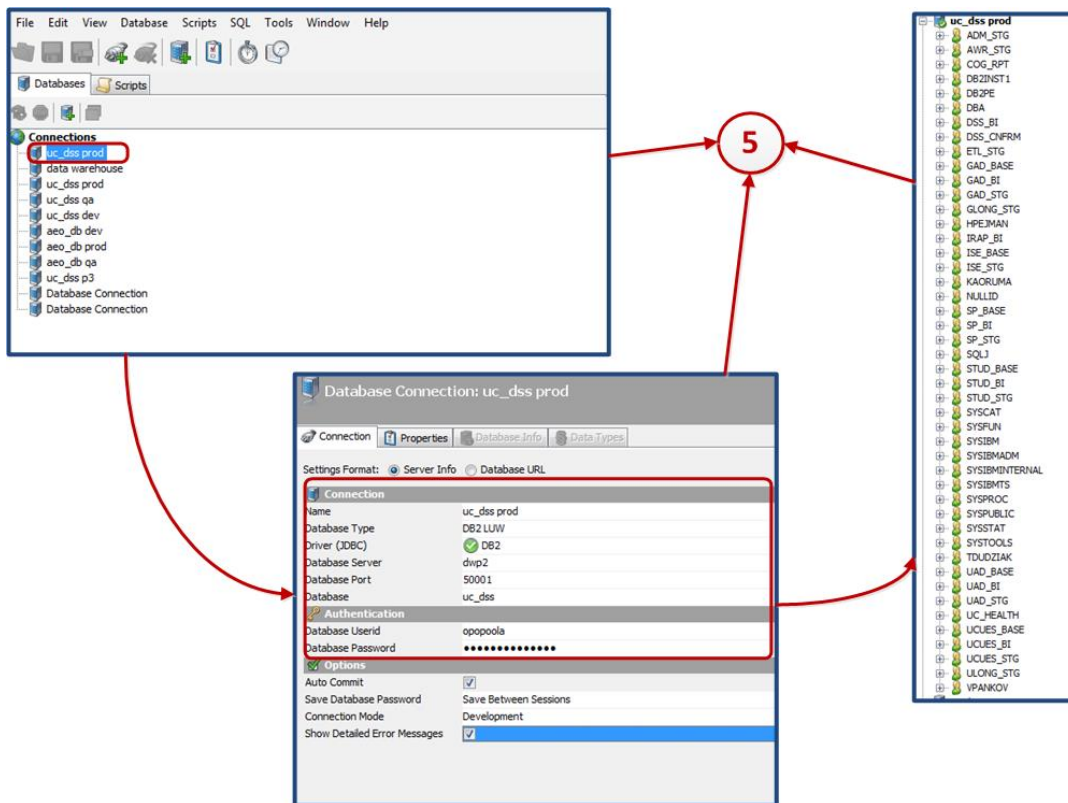 File Edit View Database Scripts SQL Tools Window Help
Databases Scripts
Connections
uc_dss prod
data warehouse
uc_dss prod
uc_dss qa
uc_dss dev
aeo_db dev
aeo_db prod
aeo_db qa
uc_dss p3
Database Connection
Database Connection
5
Database Connection: uc_dss prod
Connection Properties Database Info Data Types
Settings Format: Server Info Database URL
Connection
Name uc_dss prod
Database Type DB2 LUW
Driver (JDBC) DB2
Database Server dwp2
Database Port 50001
Database uc_dss
Authentication
Database Userid opopoola
Database Password ••••••••••••••
Options
Auto Commit
Save Database Password Save Between Sessions
Connection Mode Development
Show Detailed Error Messages
uc_dss prod
ADM_STG
AWR_STG
COG_RPT
DB2INST1
DB2PE
DBA
DSS_BI
DSS_CNFRM
ETL_STG
GAD_BASE
GAD_BI
GAD_STG
GLONG_STG
HPEJMAN
IRAP_BI
ISE_BASE
ISE_STG
KAORUMA
NULLID
SP_BASE
SP_BI
SP_STG
SQLJ
STUD_BASE
STUD_BI
STUD_STG
SYSCAT
SYSFUN
SYSIBM
SYSIBMADM
SYSIBMINTERNAL
SYSIBMTS
SYSPROC
SYSPUBLIC
SYSSTAT
SYSTOOLS
TDUDZIAK
UAD_BASE
UAD_BI
UAD_STG
UC_HEALTH
UCUES_BASE
UCUES_BI
UCUES_STG
ULONG_STG
VPANKOV